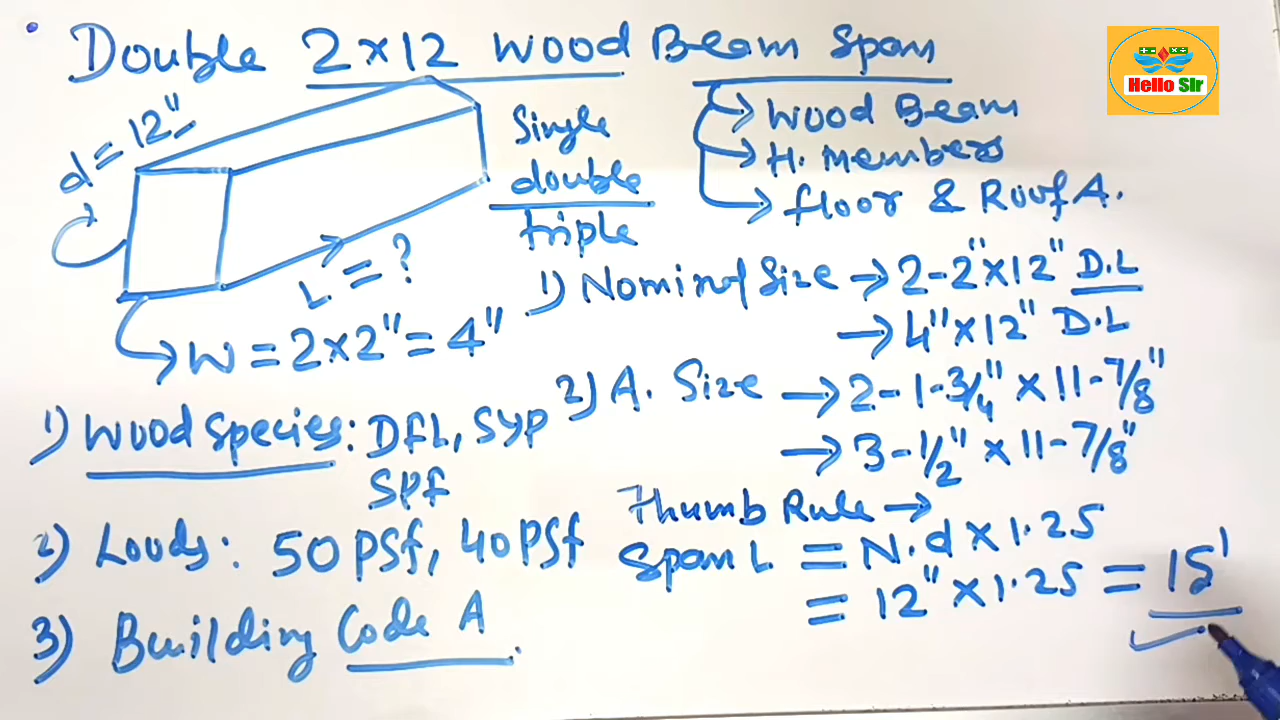 Double 2x12 wood Beam Span
Hello SIr
d = 12"
Single
double
triple
Wood Beam
H. Members
floor & Roof A.
L = ?
W = 2x2" = 4"
1) Nominal Size → 2-2"x12" D.L
→ 4"x12" D.L
2) A. Size → 2-1-3/4" x 11-7/8"
→ 3-1/2" x 11-7/8"
1) Wood Species: DFL, SYP
SPf
2) Loads: 50 PSf, 40 PSf
3) Building Code A
Thumb Rule →
Span L = N.d x 1.25
= 12" x 1.25 = 15'